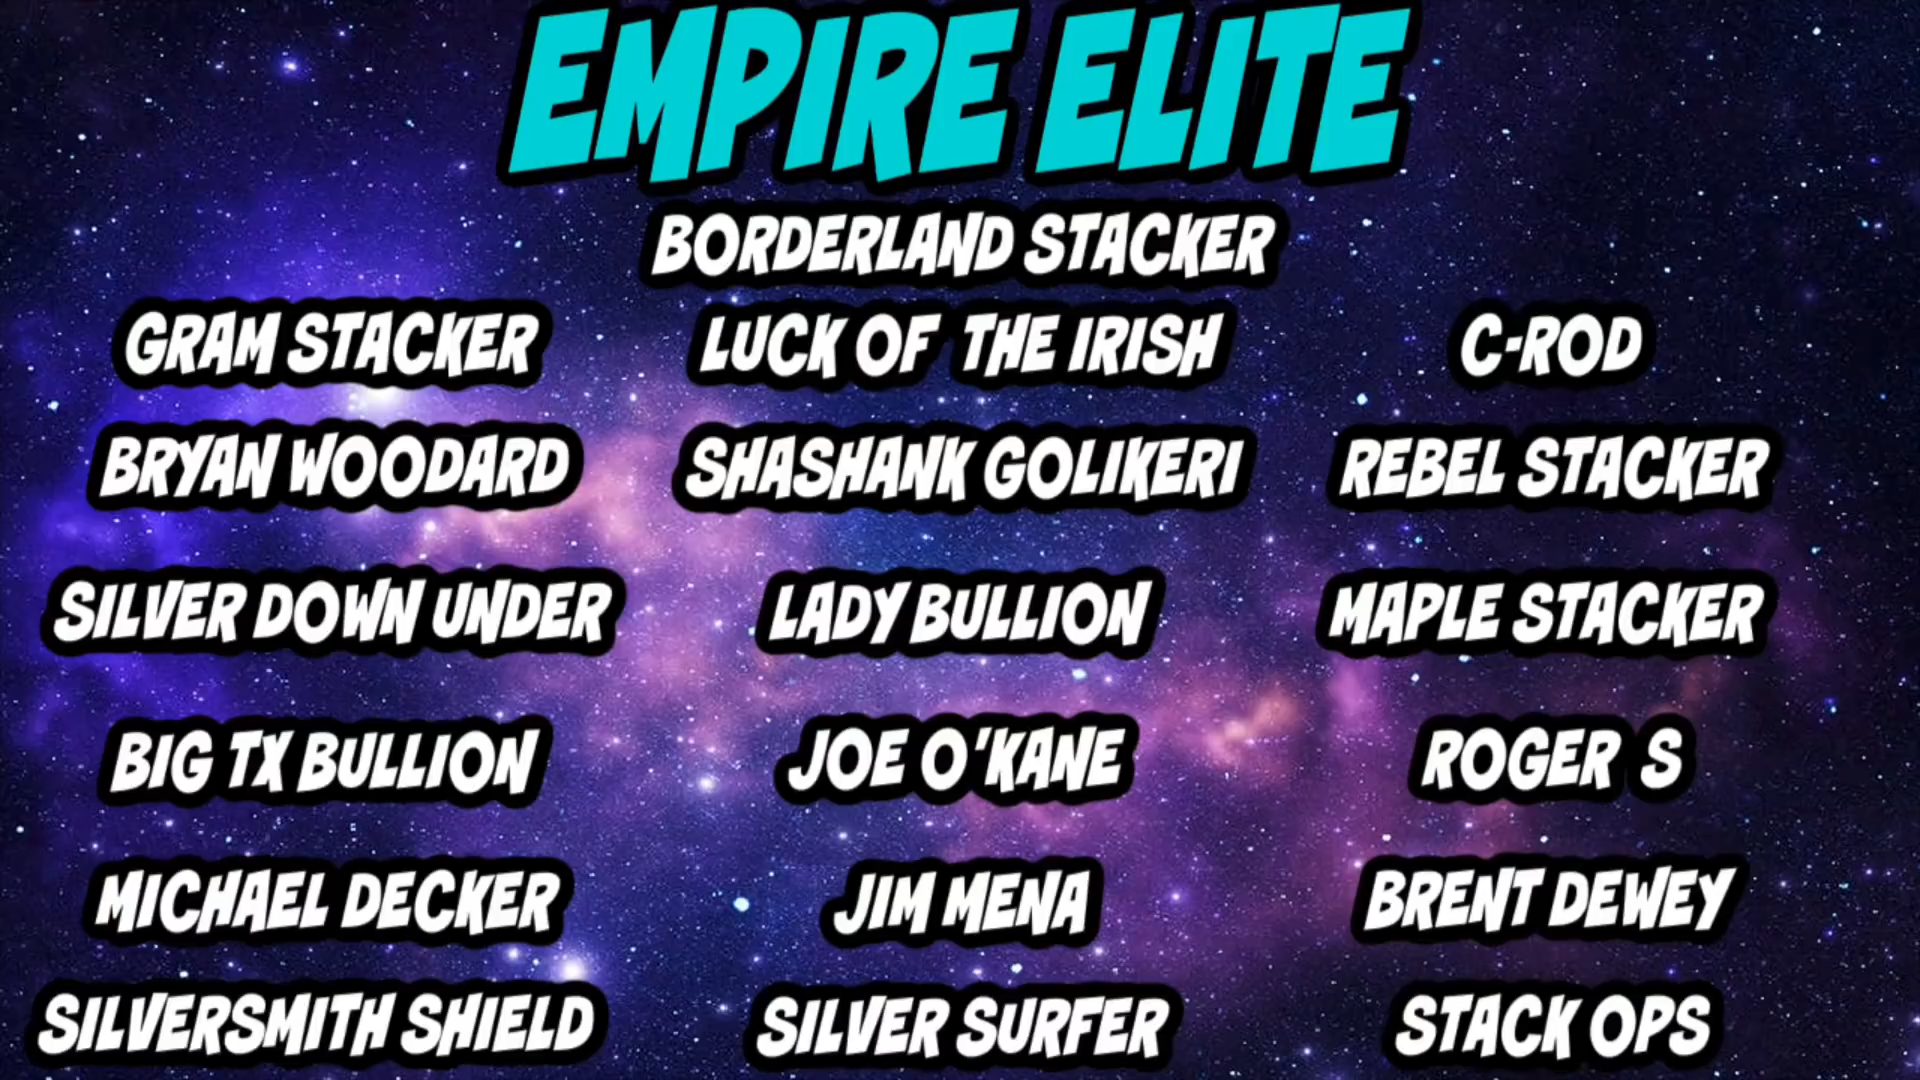 EMPIRE ELITE
BORDERLAND STACKER
GRAM STACKER LUCK OF THE IRISH C-ROD
BRYAN WOODARD SHASHANK GOLIKERI REBEL STACKER
SILVER DOWN UNDER LADY BULLION MAPLE STACKER
BIG TX BULLION JOE O'KANE ROGER S
MICHAEL DECKER JIM MENA BRENT DEWEY
SILVERSMITH SHIELD SILVER SURFER STACK OPS